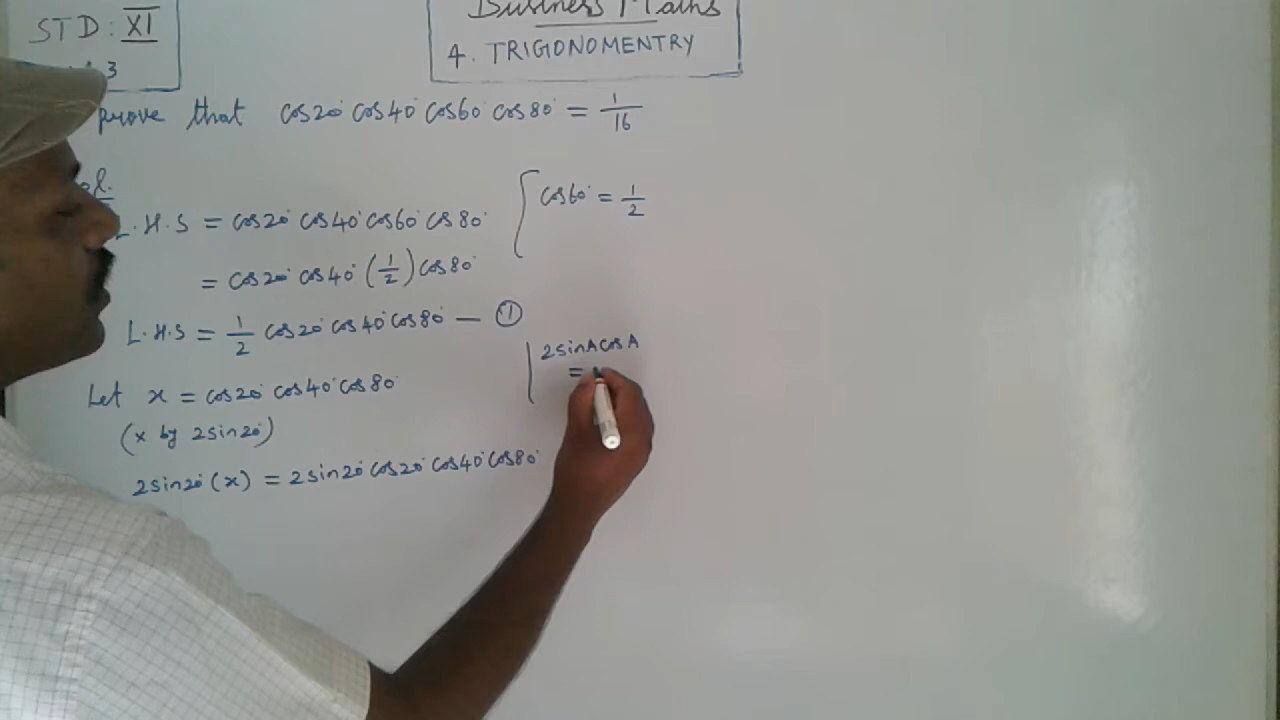 STD: XI
Business Maths
4. TRIGONOMENTRY
3
prove that cos20° cos40° cos60° cos80° = 1/16
L.H.S = cos20° cos40° cos60° cos80°
cos60° = 1/2
= cos20° cos40° (1/2) cos80°
L.H.S = 1/2 cos20° cos40° cos80° — ①
2sinAcosA
=
Let x = cos20° cos40° cos80°
(x by 2sin20°)
2sin20° (x) = 2sin20° cos20° cos40° cos80°